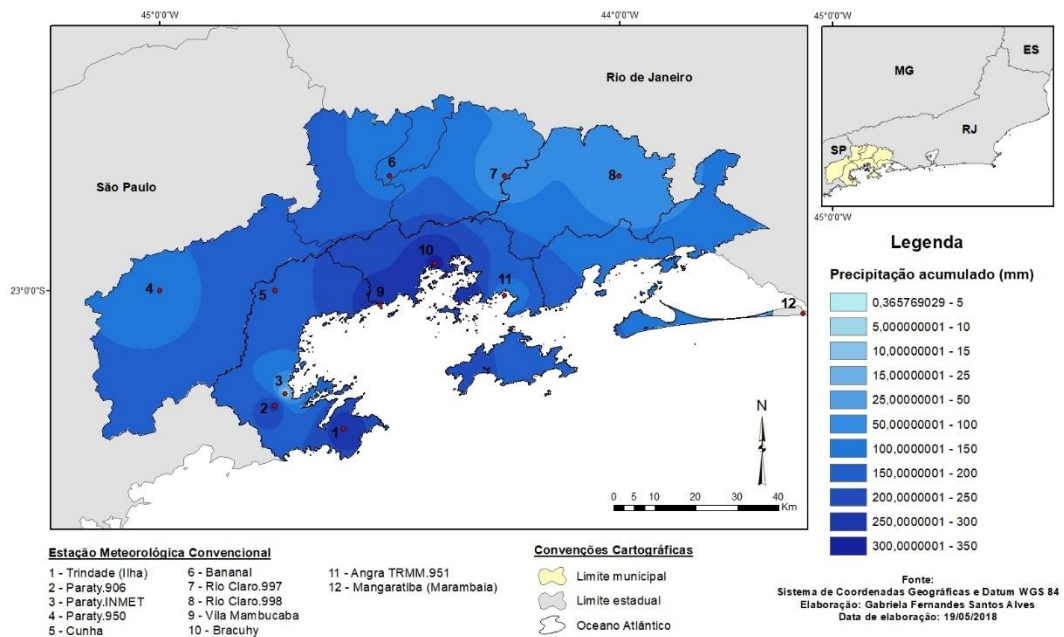 45°0'0"W
44°0'0"W
45°0'0"W
ES
MG
Rio de Janeiro
RJ
SP
6
7
8
São Paulo
45°0'0"W
Legenda
10
Precipitação acumulado (mm)
23°0'0"S
4
5
9
11
12
0,365769029 - 5
5,000000001 - 10
10,00000001 - 15
15,00000001 - 25
25,00000001 - 50
50,00000001 - 100
100,0000001 - 150
150,0000001 - 200
200,0000001 - 250
250,0000001 - 300
300,0000001 - 350
3
2
1
N
0 5 10 20 30 40
Km
Estação Meteorológica Convencional
1 - Trindade (Ilha)
2 - Paraty.906
3 - Paraty.INMET
4 - Paraty.950
5 - Cunha
6 - Bananal
7 - Rio Claro.997
8 - Rio Claro.998
9 - Vila Mambucaba
10 - Bracuhy
11 - Angra TRMM.951
12 - Mangaratiba (Marambaia)
Convenções Cartográficas
Limite municipal
Limite estadual
Oceano Atlântico
Fonte:
Sistema de Coordenadas Geográficas e Datum WGS 84
Elaboração: Gabriela Fernandes Santos Alves
Data de elaboração: 19/05/2018